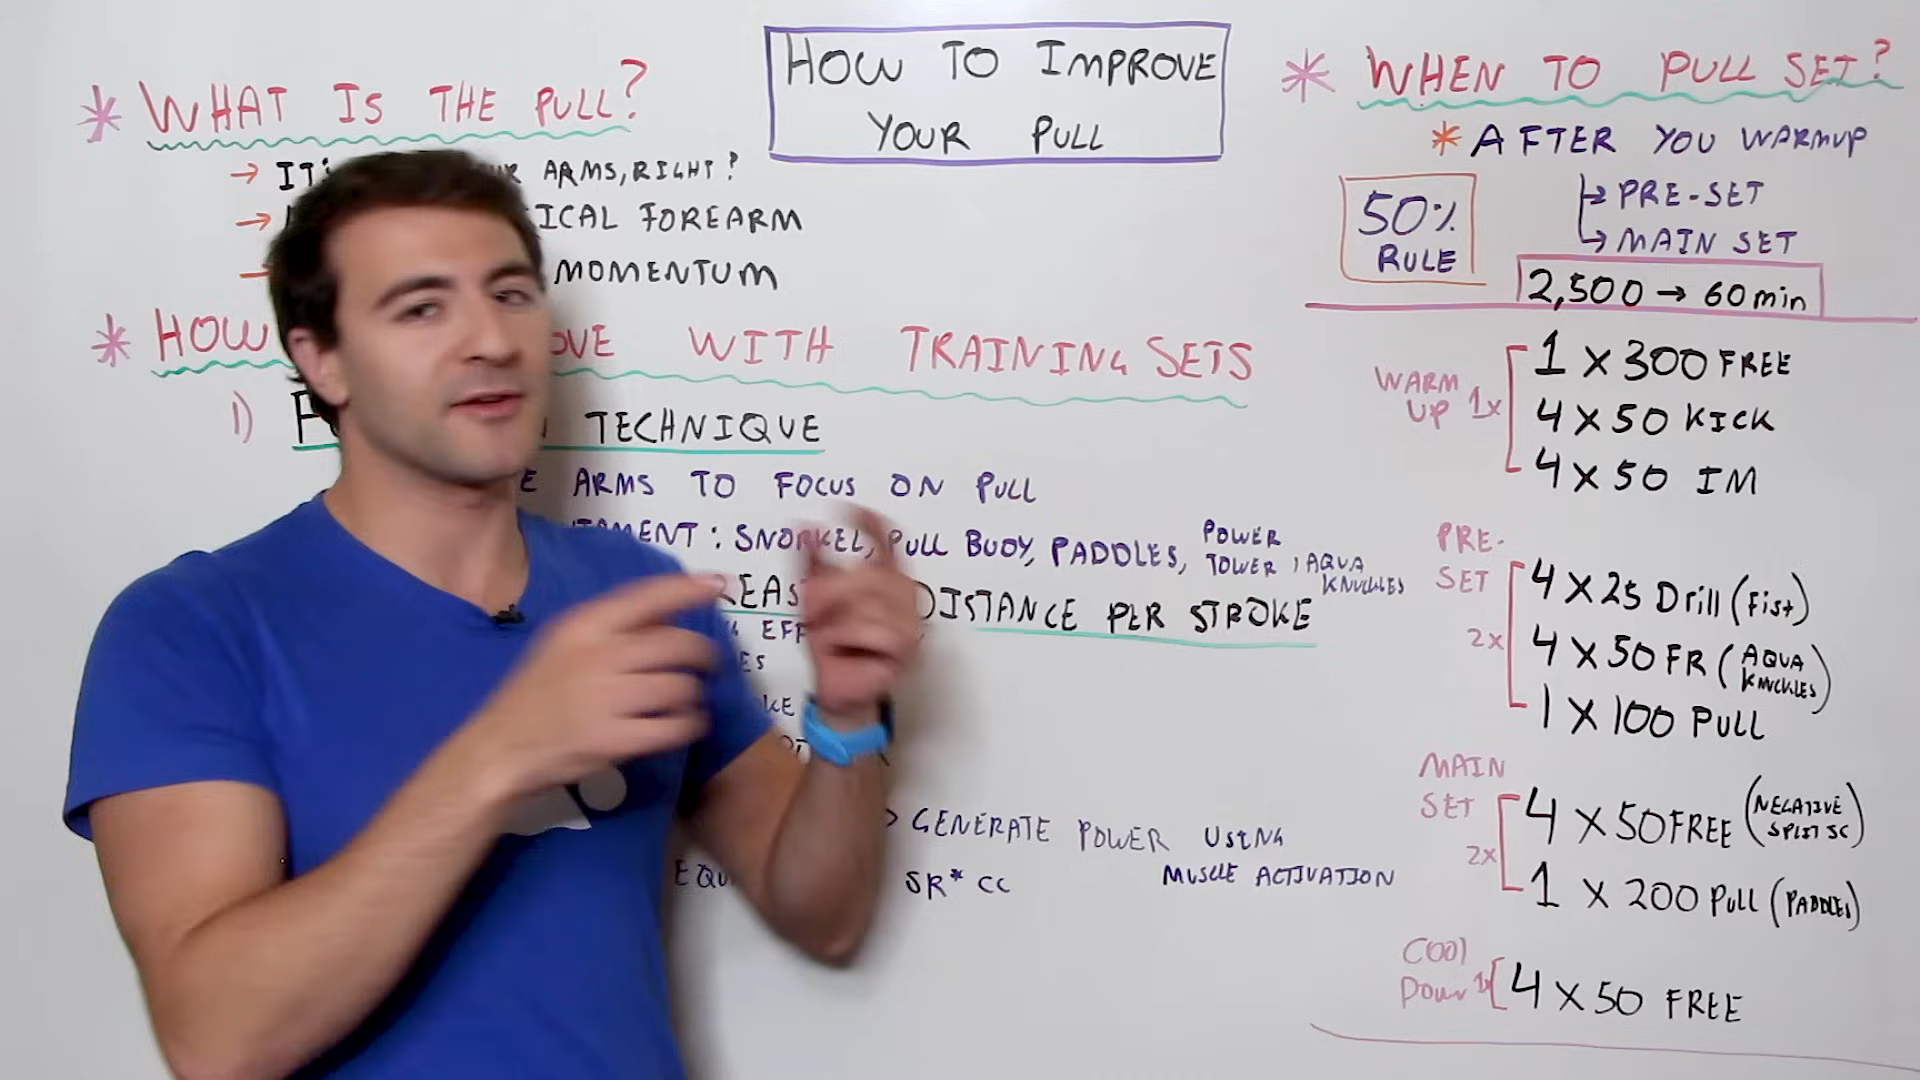 HOW TO IMPROVE
YOUR PULL
* WHAT IS THE PULL?
→ ARMS, RIGHT?
→ FOREARM
→ MOMENTUM
* HOW WITH TRAINING SETS
1) TECHNIQUE
ARMS TO FOCUS ON PULL
: SNORKEL, PULL BUOY, PADDLES, POWER TOWER, AQUA KNUCKLES
DISTANCE PER STROKE
> GENERATE POWER USING
MUSCLE ACTIVATION
SR* CC
* WHEN TO PULL SET?
* AFTER YOU WARMUP
↳ PRE-SET
↳ MAIN SET
50%
RULE
2,500 → 60 min
WARM UP 1x
1 x 300 FREE
4 x 50 KICK
4 x 50 IM
PRE-SET 2x
4 x 25 Drill (Fist)
4 x 50 FR (AQUA KNUCKLES)
1 x 100 PULL
MAIN SET 2x
4 x 50 FREE (NEGATIVE SPLIT SC)
1 x 200 PULL (PADDLES)
COOl DOWN 1x
4 x 50 FREE